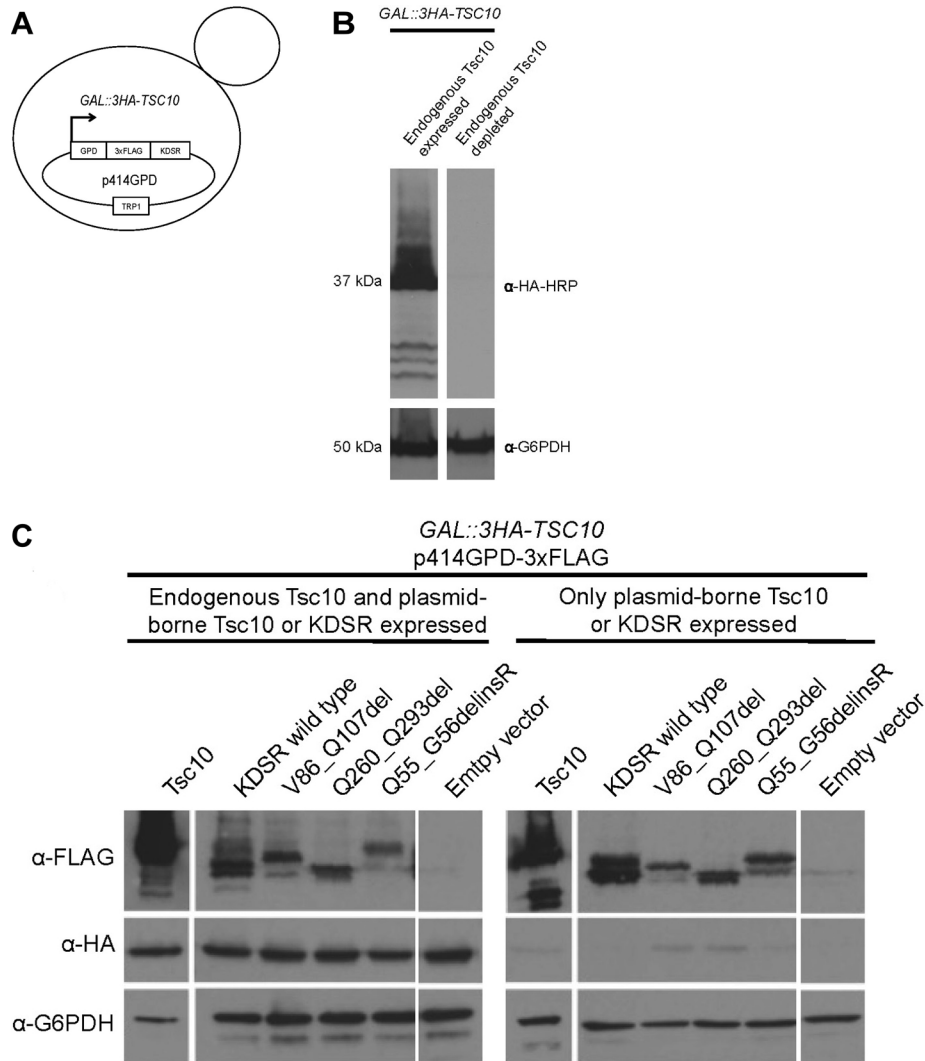 A
GAL::3HA-TSC10
GPD 3xFLAG KDSR
p414GPD
TRP1
B
GAL::3HA-TSC10
Endogenous Tsc10
expressed
Endogenous Tsc10
depleted
37 kDa
α-HA-HRP
50 kDa
α-G6PDH
C
GAL::3HA-TSC10
p414GPD-3xFLAG
Endogenous Tsc10 and plasmid-
borne Tsc10 or KDSR expressed
Only plasmid-borne Tsc10
or KDSR expressed
Tsc10
KDSR wild type
V86_Q107del
Q260_Q293del
Q55_G56delinsR
Emtpy vector
Tsc10
KDSR wild type
V86_Q107del
Q260_Q293del
Q55_G56delinsR
Empty vector
α-FLAG
α-HA
α-G6PDH